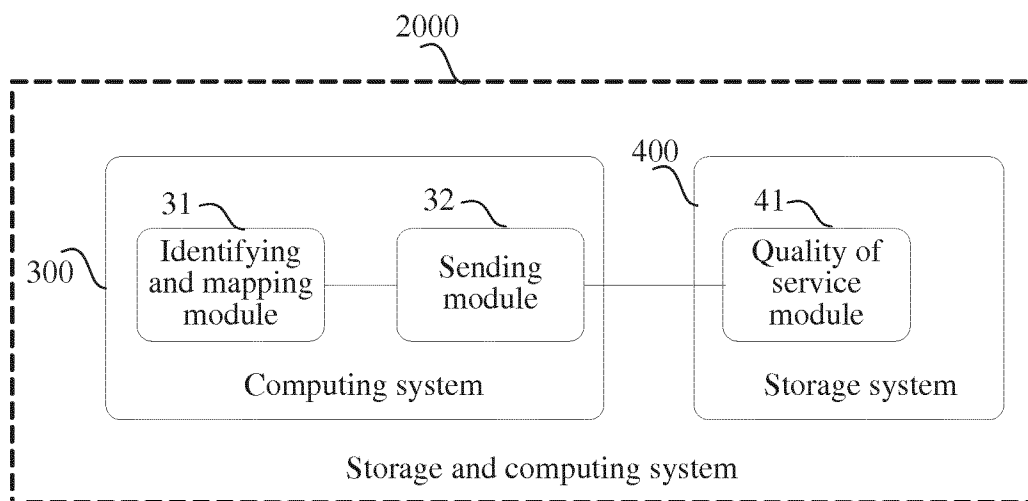 2000
400
31
32
41
300
Identifying
and mapping
module
Sending
module
Quality of
service
module
Computing system
Storage system
Storage and computing system